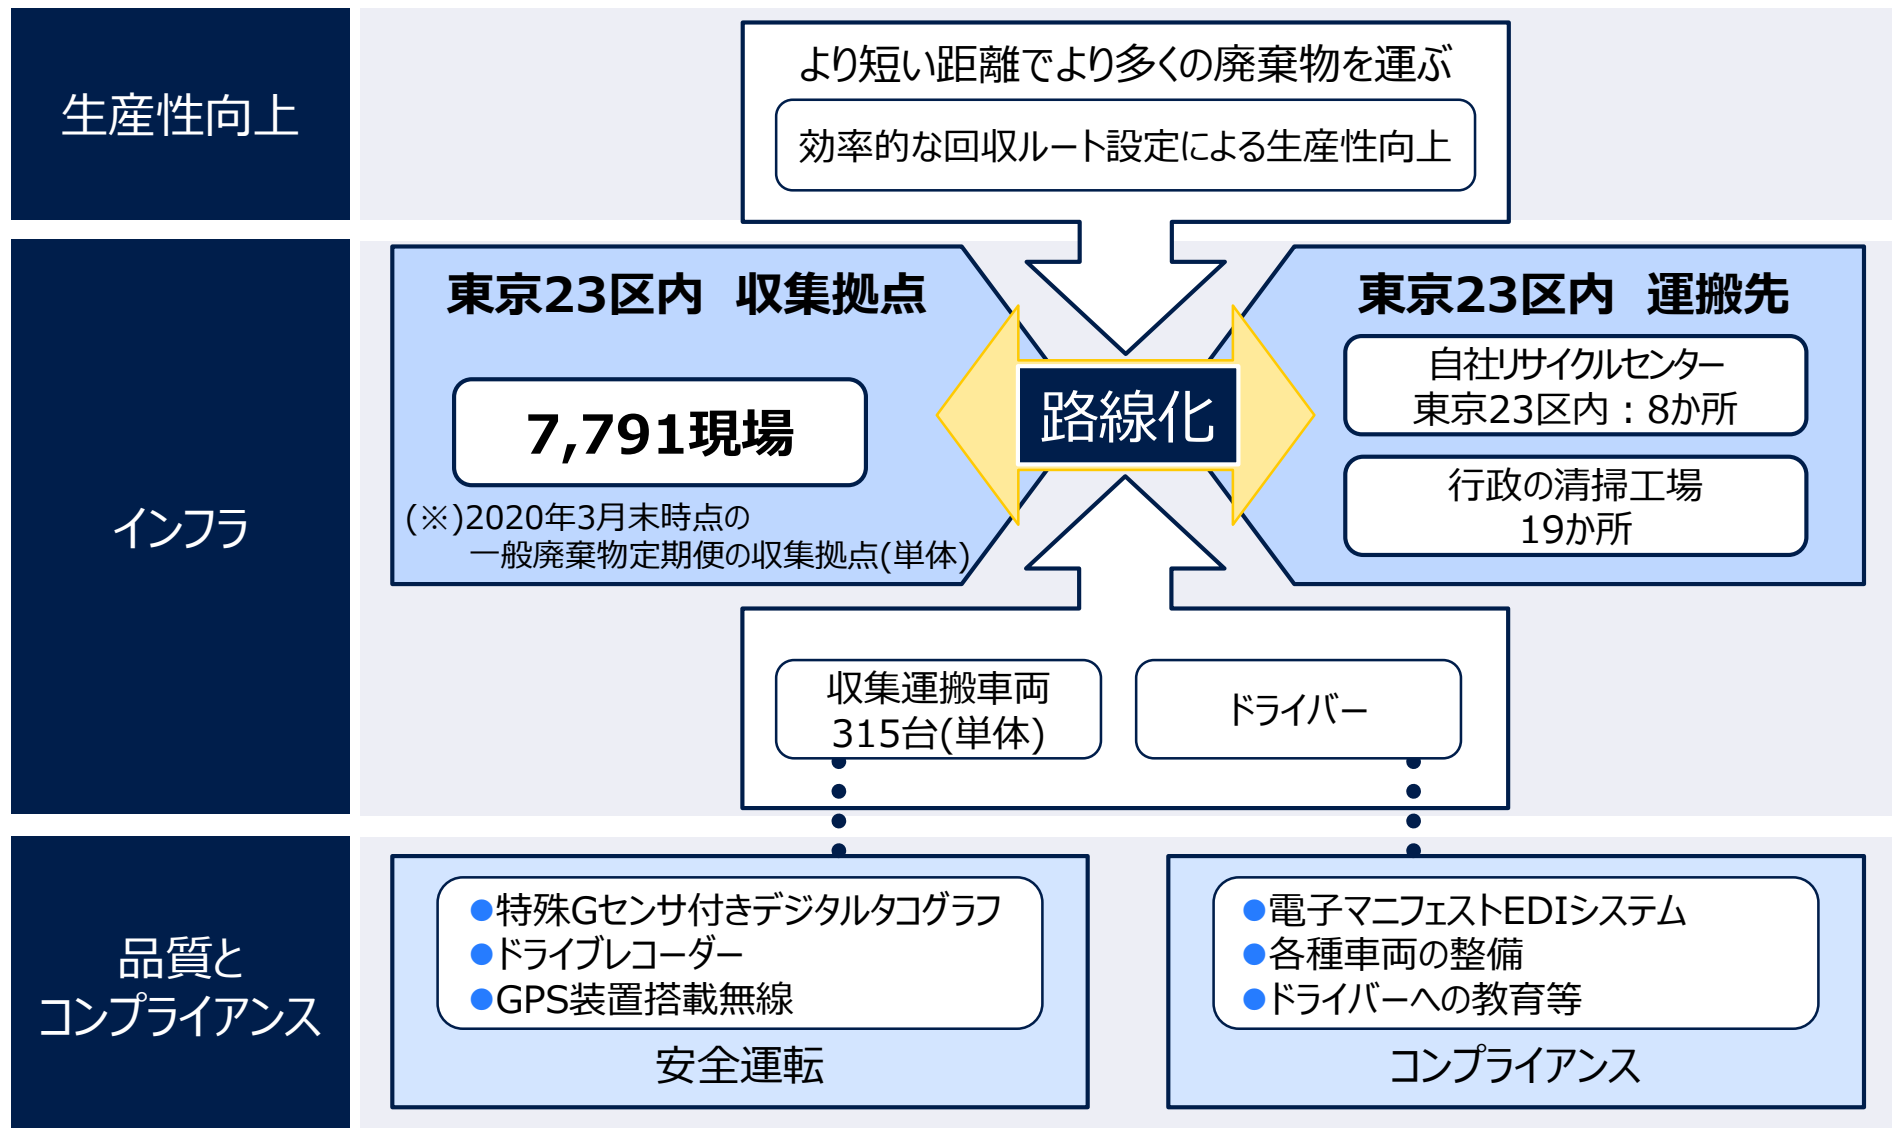 生産性向上
より短い距離でより多くの廃棄物を運ぶ
効率的な回収ルート設定による生産性向上
インフラ
東京23区内　収集拠点
7,791現場
(※)2020年3月末時点の
一般廃棄物定期便の収集拠点(単体)
路線化
東京23区内　運搬先
自社リサイクルセンター
東京23区内：8か所
行政の清掃工場
19か所
収集運搬車両
315台(単体)
ドライバー
品質と
コンプライアンス
●特殊Gセンサ付きデジタルタコグラフ
●ドライブレコーダー
●GPS装置搭載無線
安全運転
●電子マニフェストEDIシステム
●各種車両の整備
●ドライバーへの教育等
コンプライアンス